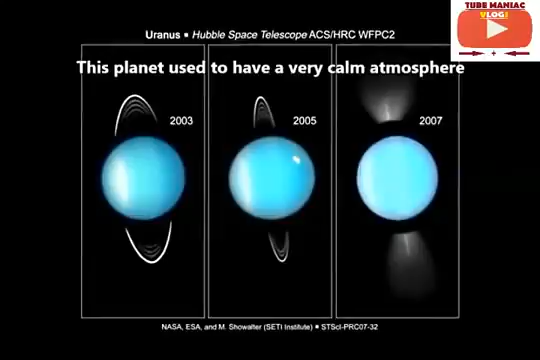 TUBE MANIAC
VLOG!
Uranus ▪ Hubble Space Telescope ACS/HRC WFPC2
This planet used to have a very calm atmosphere
2003
2005
2007
NASA, ESA, and M. Showalter (SETI Institute) ▪ STScI-PRC07-32